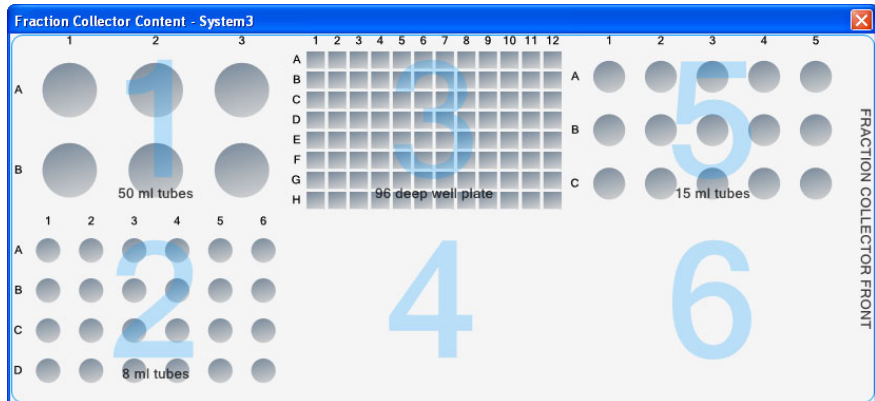 Fraction Collector Content - System3
1 2 3
A
B
1
50 ml tubes
1 2 3 4 5 6 7 8 9 10 11 12
A
B
C
D
E
F
G
H
3
96 deep well plate
1 2 3 4 5
A
B
C
5
15 ml tubes
1 2 3 4 5 6
A
B
C
D
2
8 ml tubes
4
6
FRACTION COLLECTOR FRONT